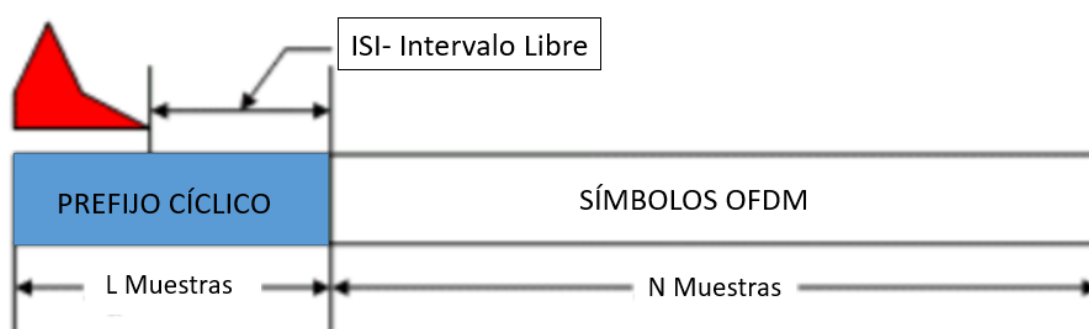 ISI- Intervalo Libre
PREFIJO CÍCLICO
SÍMBOLOS OFDM
L Muestras
N Muestras